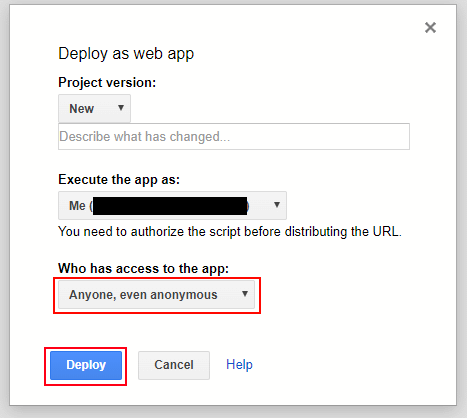 Deploy as web app
Project version:
New
Describe what has changed...
Execute the app as:
Me ( )
You need to authorize the script before distributing the URL.
Who has access to the app:
Anyone, even anonymous
Deploy Cancel Help